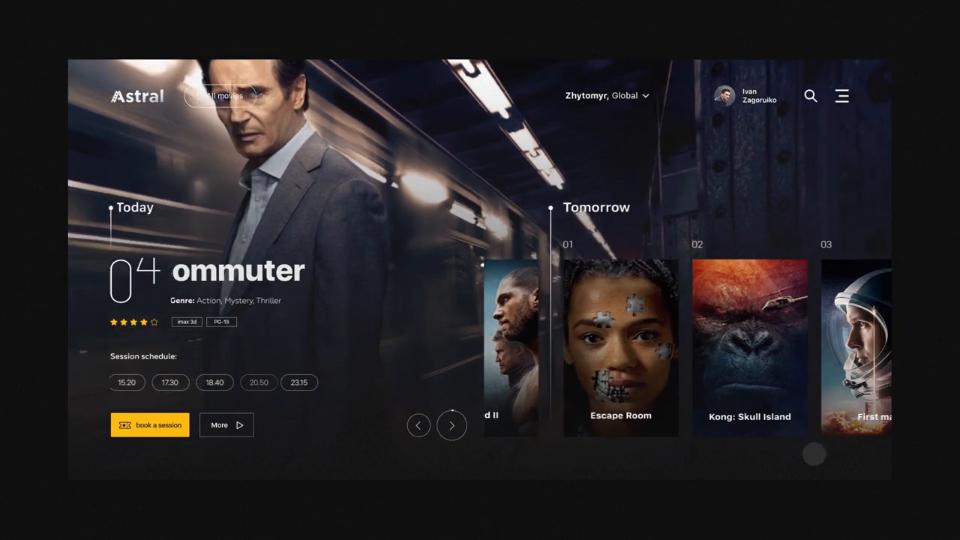 Astral
movies
Zhytomyr, Global
Ivan
Zagoruiko
Today
Tomorrow
01
02
03
04 ommuter
Genre: Action, Mystery, Thriller
PG-13
Session schedule:
15.20
17.30
18.40
20.50
23.15
book a session
More
d II
Escape Room
Kong: Skull Island
First ma